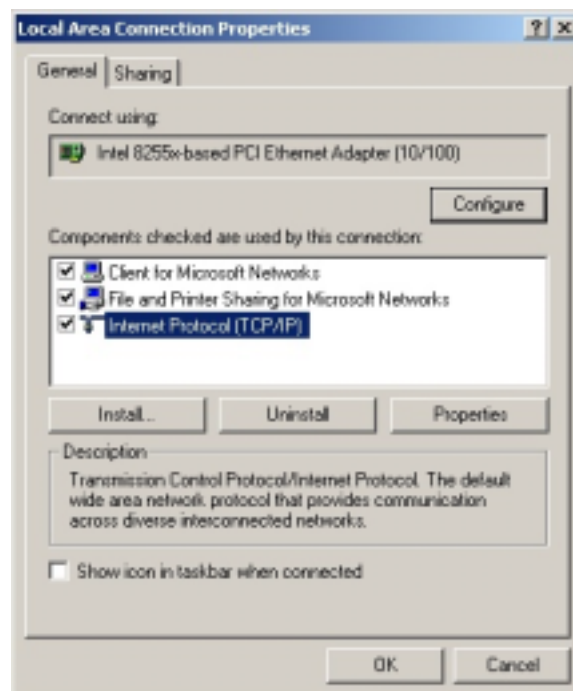 Local Area Connection Properties
General Sharing
Connect using:
Intel 8255x-based PCI Ethernet Adapter (10/100)
Configure
Components checked are used by this connection:
Client for Microsoft Networks
File and Printer Sharing for Microsoft Networks
Internet Protocol (TCP/IP)
Install... Uninstall Properties
Description
Transmission Control Protocol/Internet Protocol. The default
wide area network protocol that provides communication
across diverse interconnected networks.
Show icon in taskbar when connected
OK Cancel